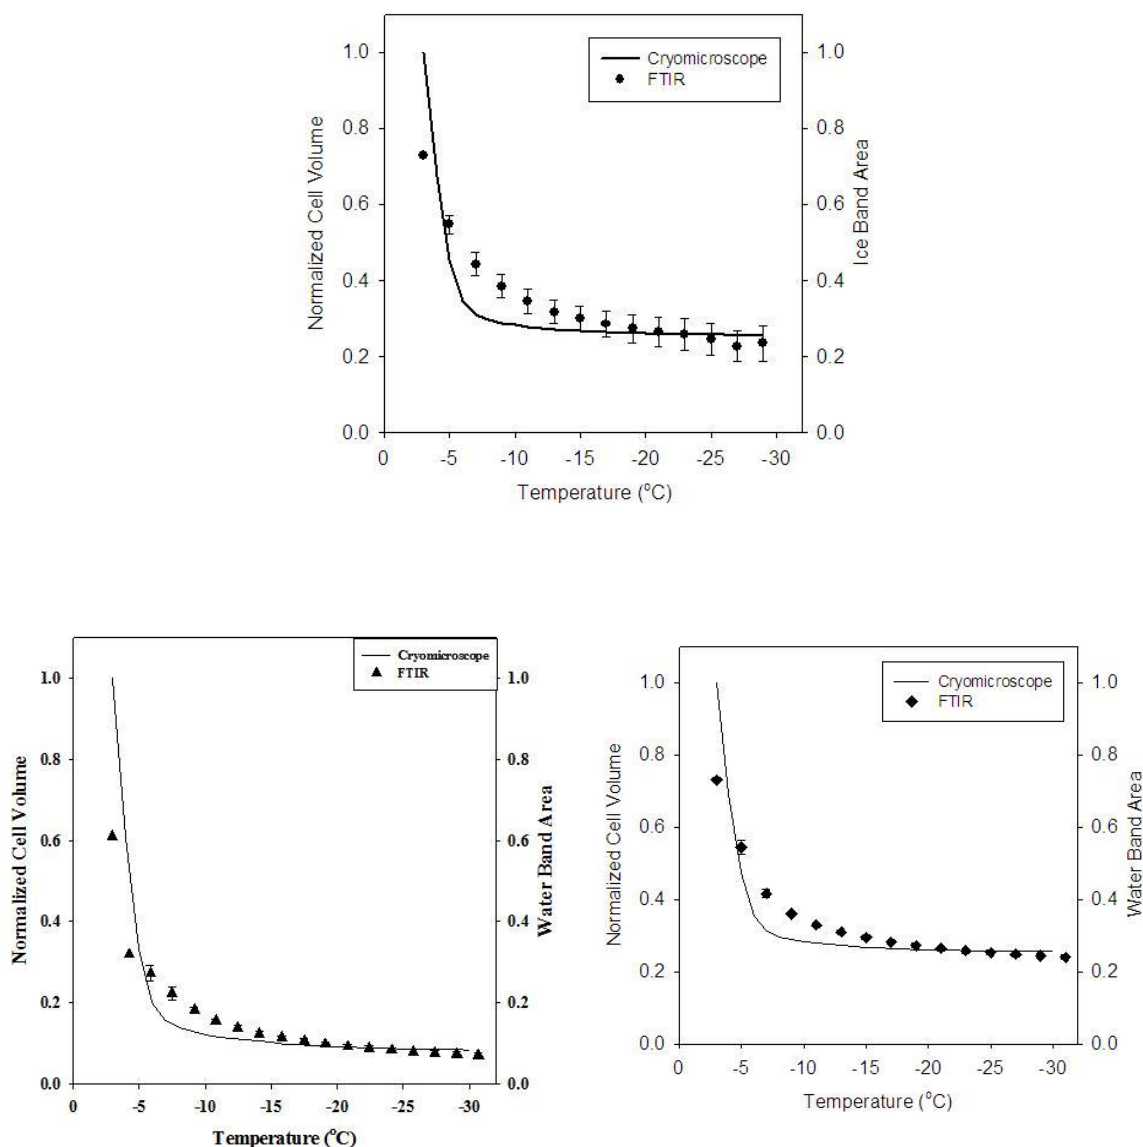 Cryomicroscope
FTIR
Normalized Cell Volume
Ice Band Area
1.0 1.0
0.8 0.8
0.6 0.6
0.4 0.4
0.2 0.2
0.0 0.0
0 -5 -10 -15 -20 -25 -30
Temperature (°C)
Cryomicroscope
FTIR
Normalized Cell Volume
Water Band Area
1.0 1.0
0.8 0.8
0.6 0.6
0.4 0.4
0.2 0.2
0.0 0.0
0 -5 -10 -15 -20 -25 -30
Temperature (°C)
Cryomicroscope
FTIR
Normalized Cell Volume
Water Band Area
1.0 1.0
0.8 0.8
0.6 0.6
0.4 0.4
0.2 0.2
0.0 0.0
0 -5 -10 -15 -20 -25 -30
Temperature (°C)